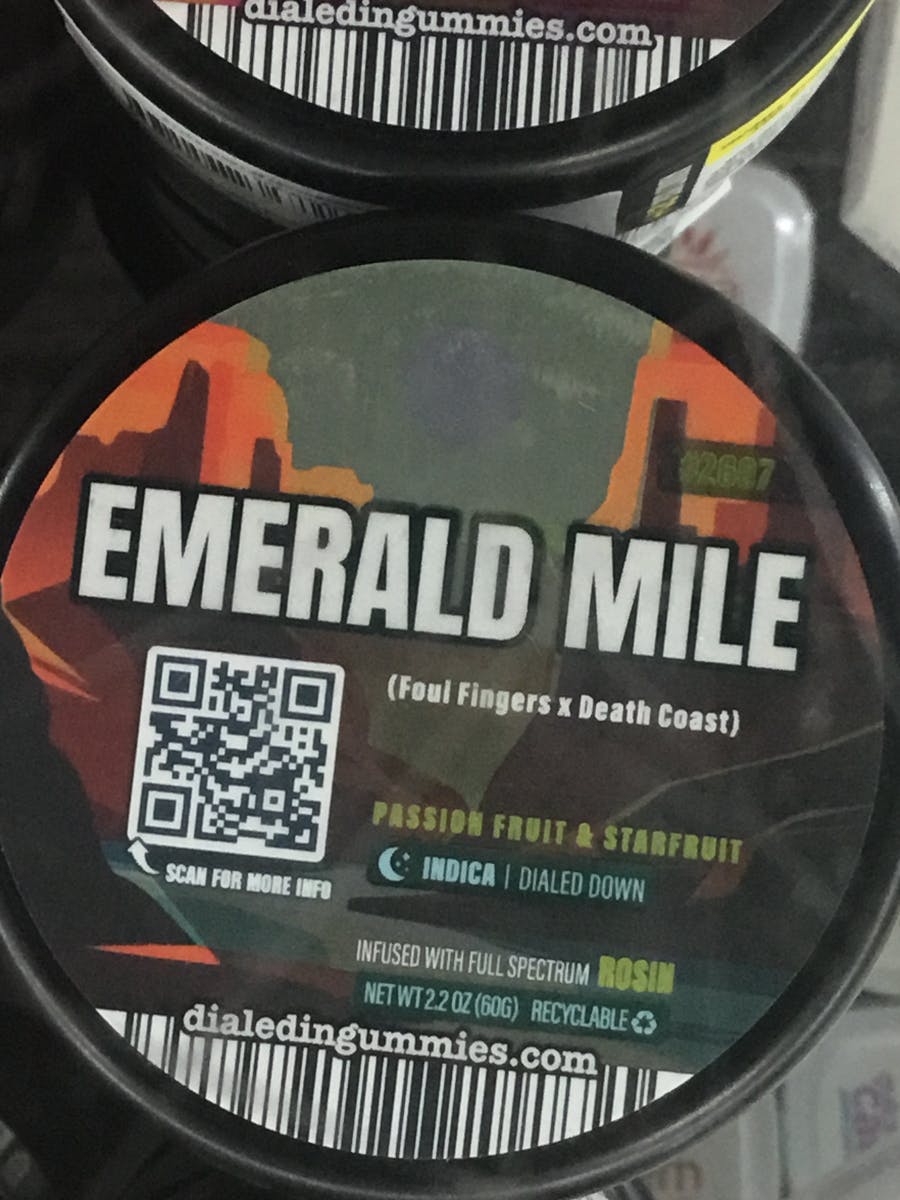 dialedingummies.com
#2607
EMERALD MILE
(Foul Fingers x Death Coast)
PASSION FRUIT & STARFRUIT
INDICA | DIALED DOWN
SCAN FOR MORE INFO
INFUSED WITH FULL SPECTRUM ROSIN
NET WT 2.2 OZ (60G) RECYCLABLE
dialedingummies.com